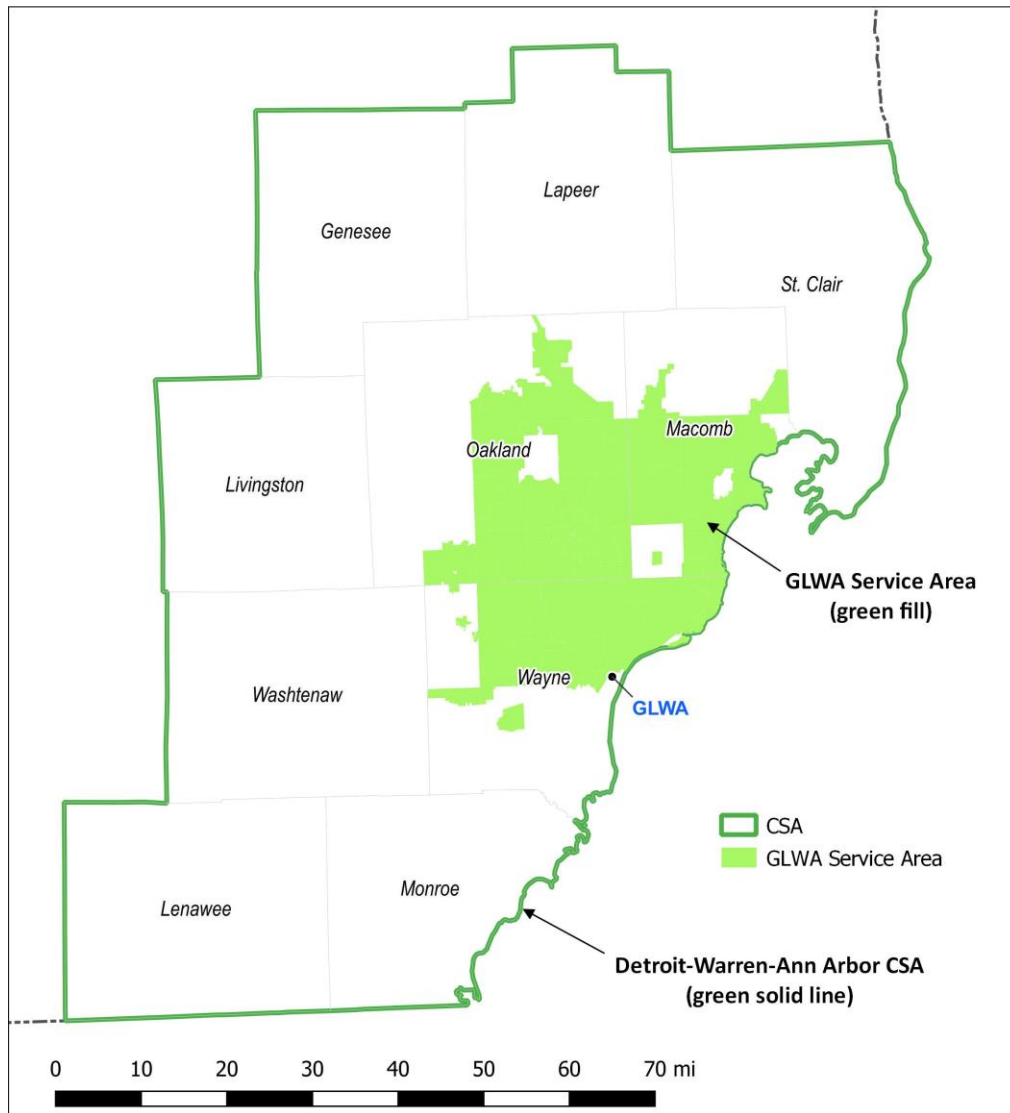 Lapeer
Genesee
St. Clair
Macomb
Oakland
Livingston
GLWA Service Area
(green fill)
Wayne
Washtenaw
GLWA
CSA
GLWA Service Area
Monroe
Lenawee
Detroit-Warren-Ann Arbor CSA
(green solid line)
0 10 20 30 40 50 60 70 mi